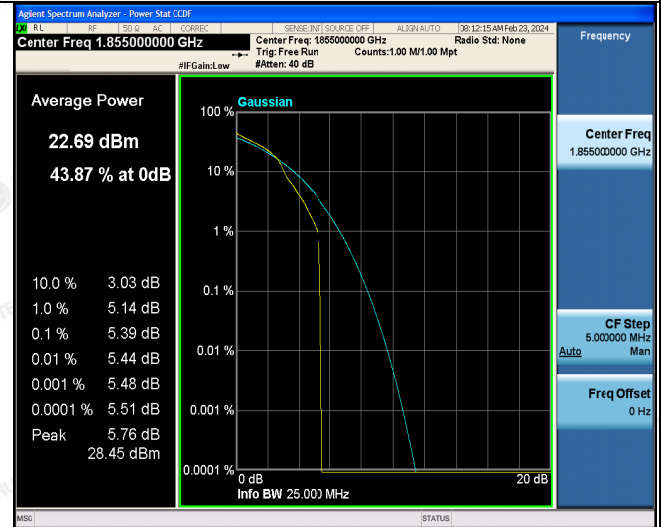 Agilent Spectrum Analyzer - Power Stat CCDF
LXI RL RF 50 Ω AC CORREC SENSE:INT SOURCE OFF ALIGN AUTO 08:12:15 AM Feb 23, 2024
Center Freq 1.855000000 GHz
Center Freq: 1.855000000 GHz Radio Std: None
Trig: Free Run Counts:1.00 M/1.00 Mpt
#IFGain:Low #Atten: 40 dB
Frequency
Average Power
22.69 dBm
43.87 % at 0dB
10.0 % 3.03 dB
1.0 % 5.14 dB
0.1 % 5.39 dB
0.01 % 5.44 dB
0.001 % 5.48 dB
0.0001 % 5.51 dB
Peak 5.76 dB
28.45 dBm
Gaussian
100 %
10 %
1 %
0.1 %
0.01 %
0.001 %
0.0001 %
0 dB 20 dB
Info BW 25.000 MHz
Center Freq
1.855000000 GHz
CF Step
5.000000 MHz
Auto Man
Freq Offset
0 Hz
MSG STATUS